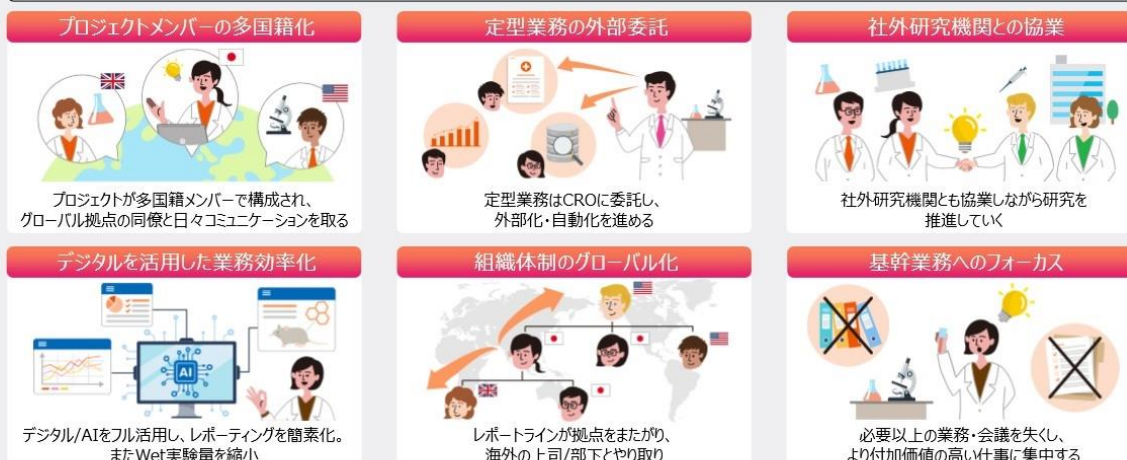 プロジェクトメンバーの多国籍化
プロジェクトが多国籍メンバーで構成され、
グローバル拠点の同僚と日々コミュニケーションを取る
定型業務の外部委託
定型業務はCROに委託し、
外部化・自動化を進める
社外研究機関との協業
社外研究機関とも協業しながら研究を
推進していく
デジタルを活用した業務効率化
AI
デジタル/AIをフル活用し、レポーティングを簡素化。
またWet実験量を縮小
組織体制のグローバル化
レポートラインが拠点をまたがり、
海外の上司/部下とやり取り
基幹業務へのフォーカス
必要以上の業務・会議を失くし、
より付加価値の高い仕事に集中する